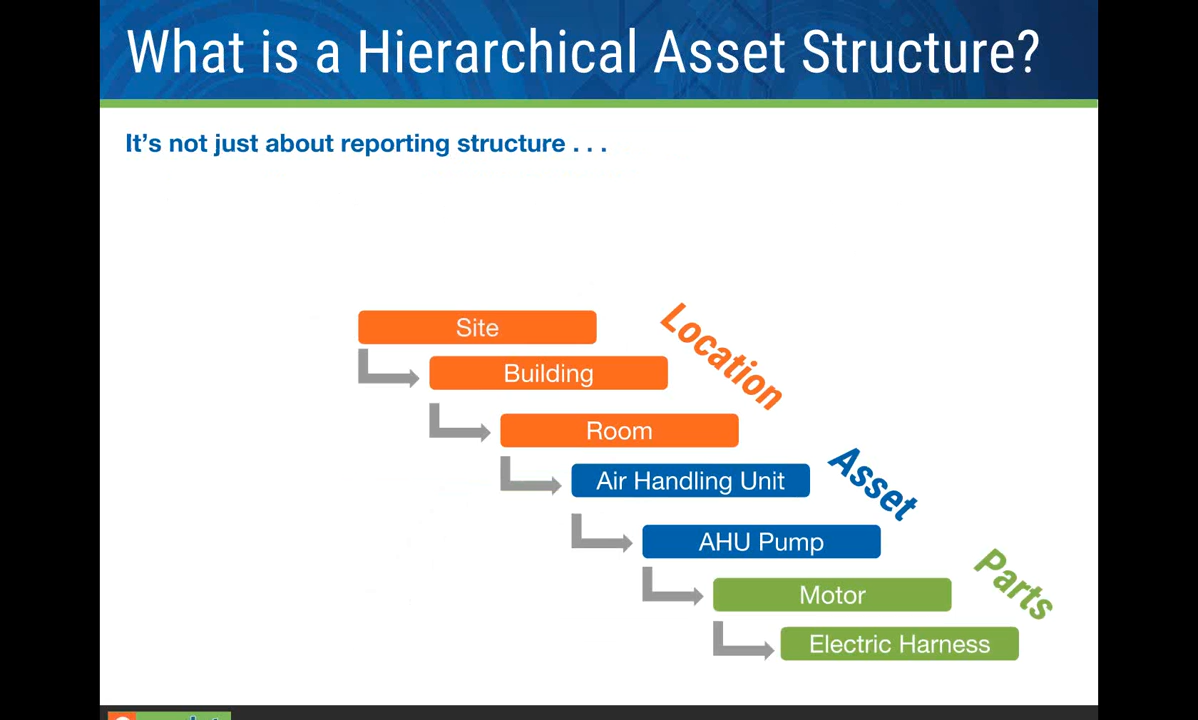 What is a Hierarchical Asset Structure?
It's not just about reporting structure . . .
Site
Location
Building
Room
Air Handling Unit
Asset
AHU Pump
Parts
Motor
Electric Harness